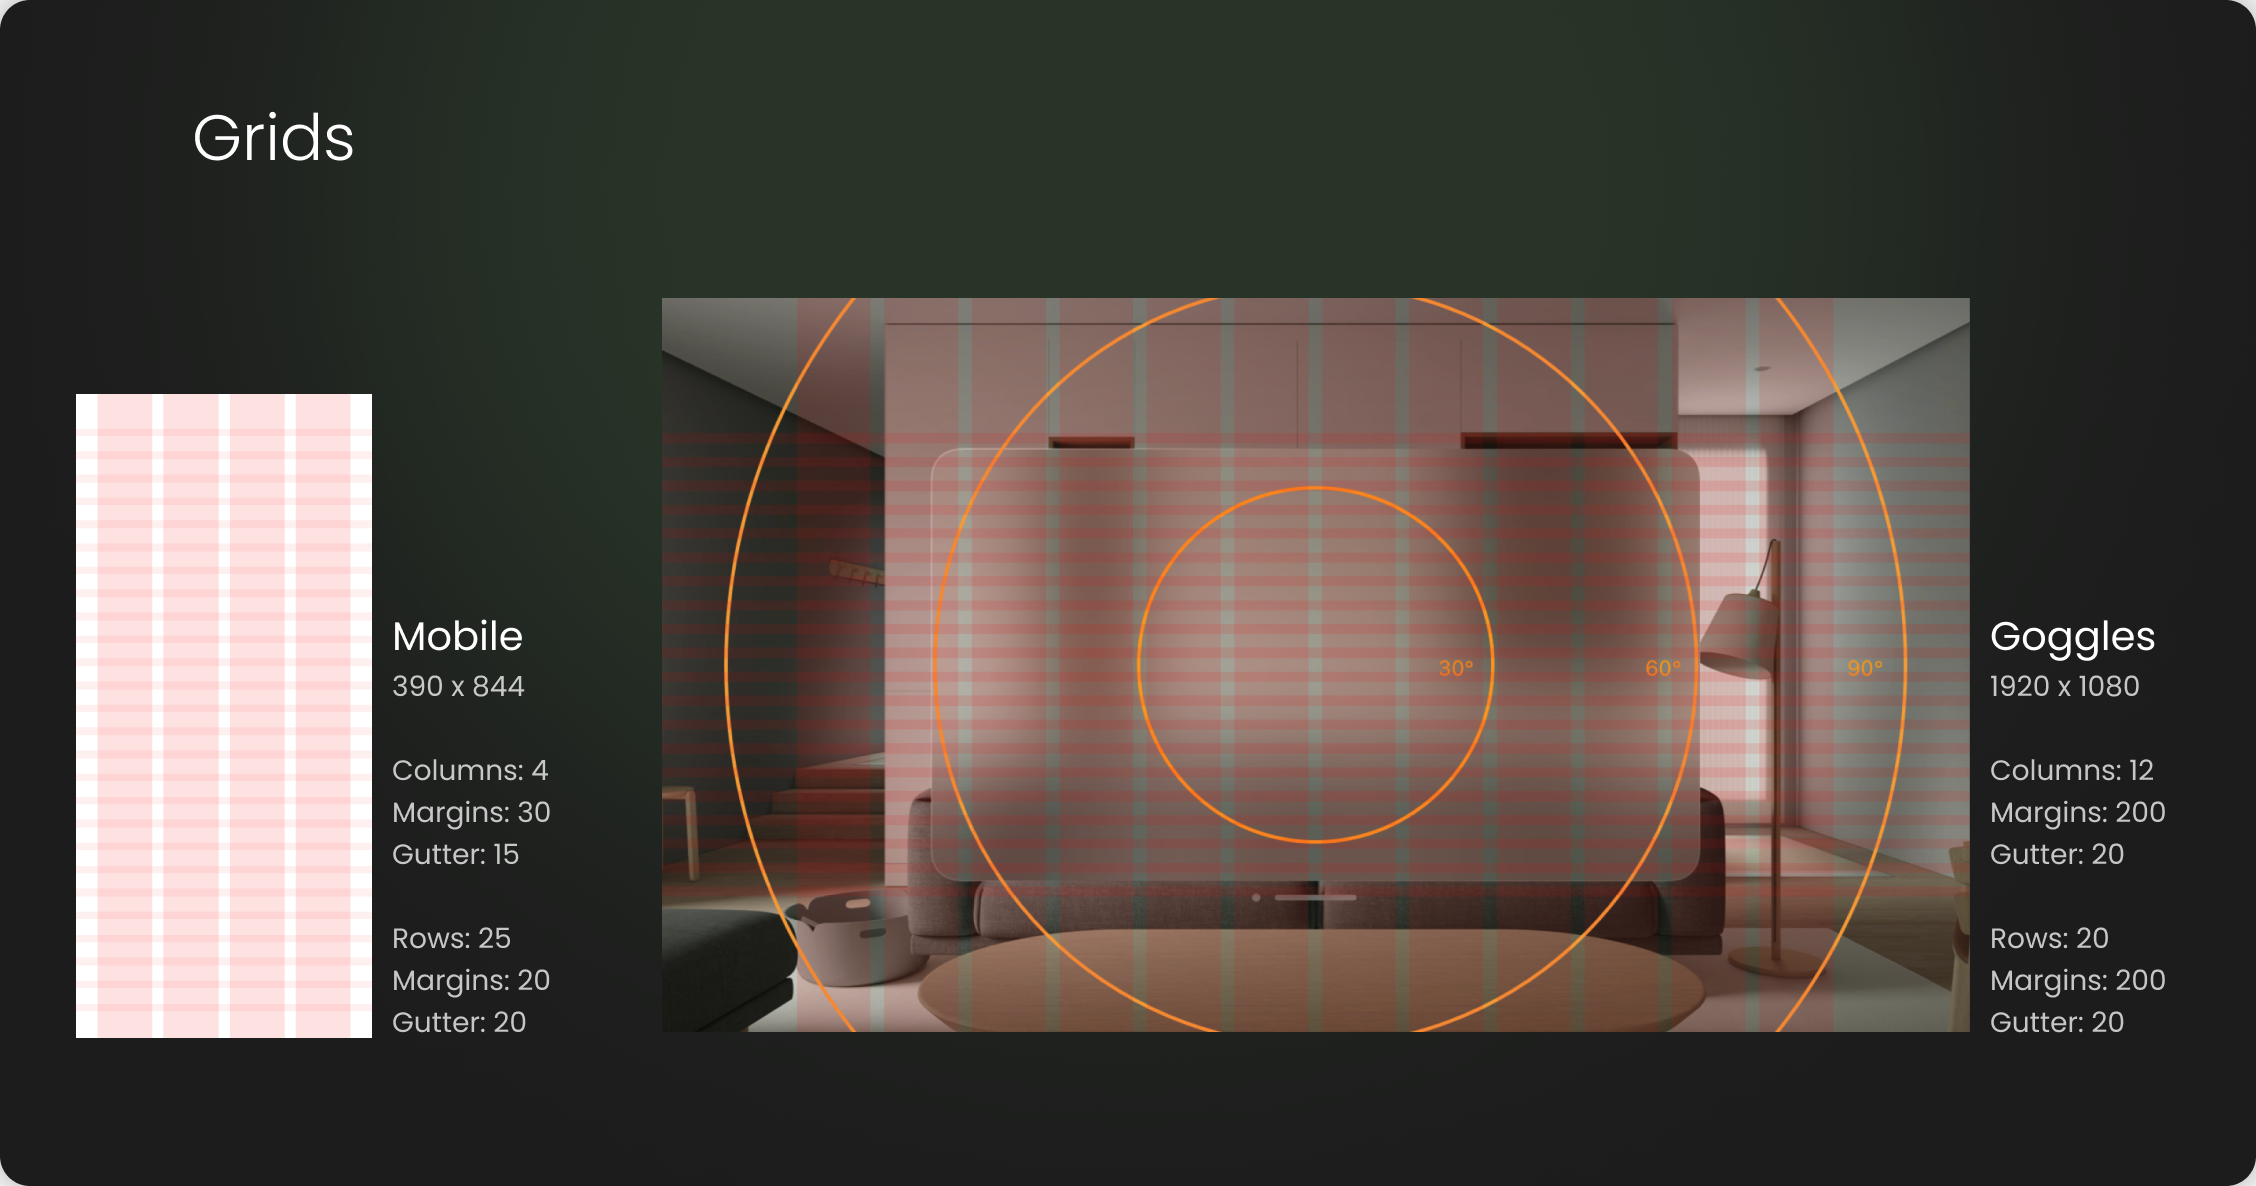 Grids
Mobile
390 x 844
Columns: 4
Margins: 30
Gutter: 15
Rows: 25
Margins: 20
Gutter: 20
30°
60°
90°
Goggles
1920 x 1080
Columns: 12
Margins: 200
Gutter: 20
Rows: 20
Margins: 200
Gutter: 20